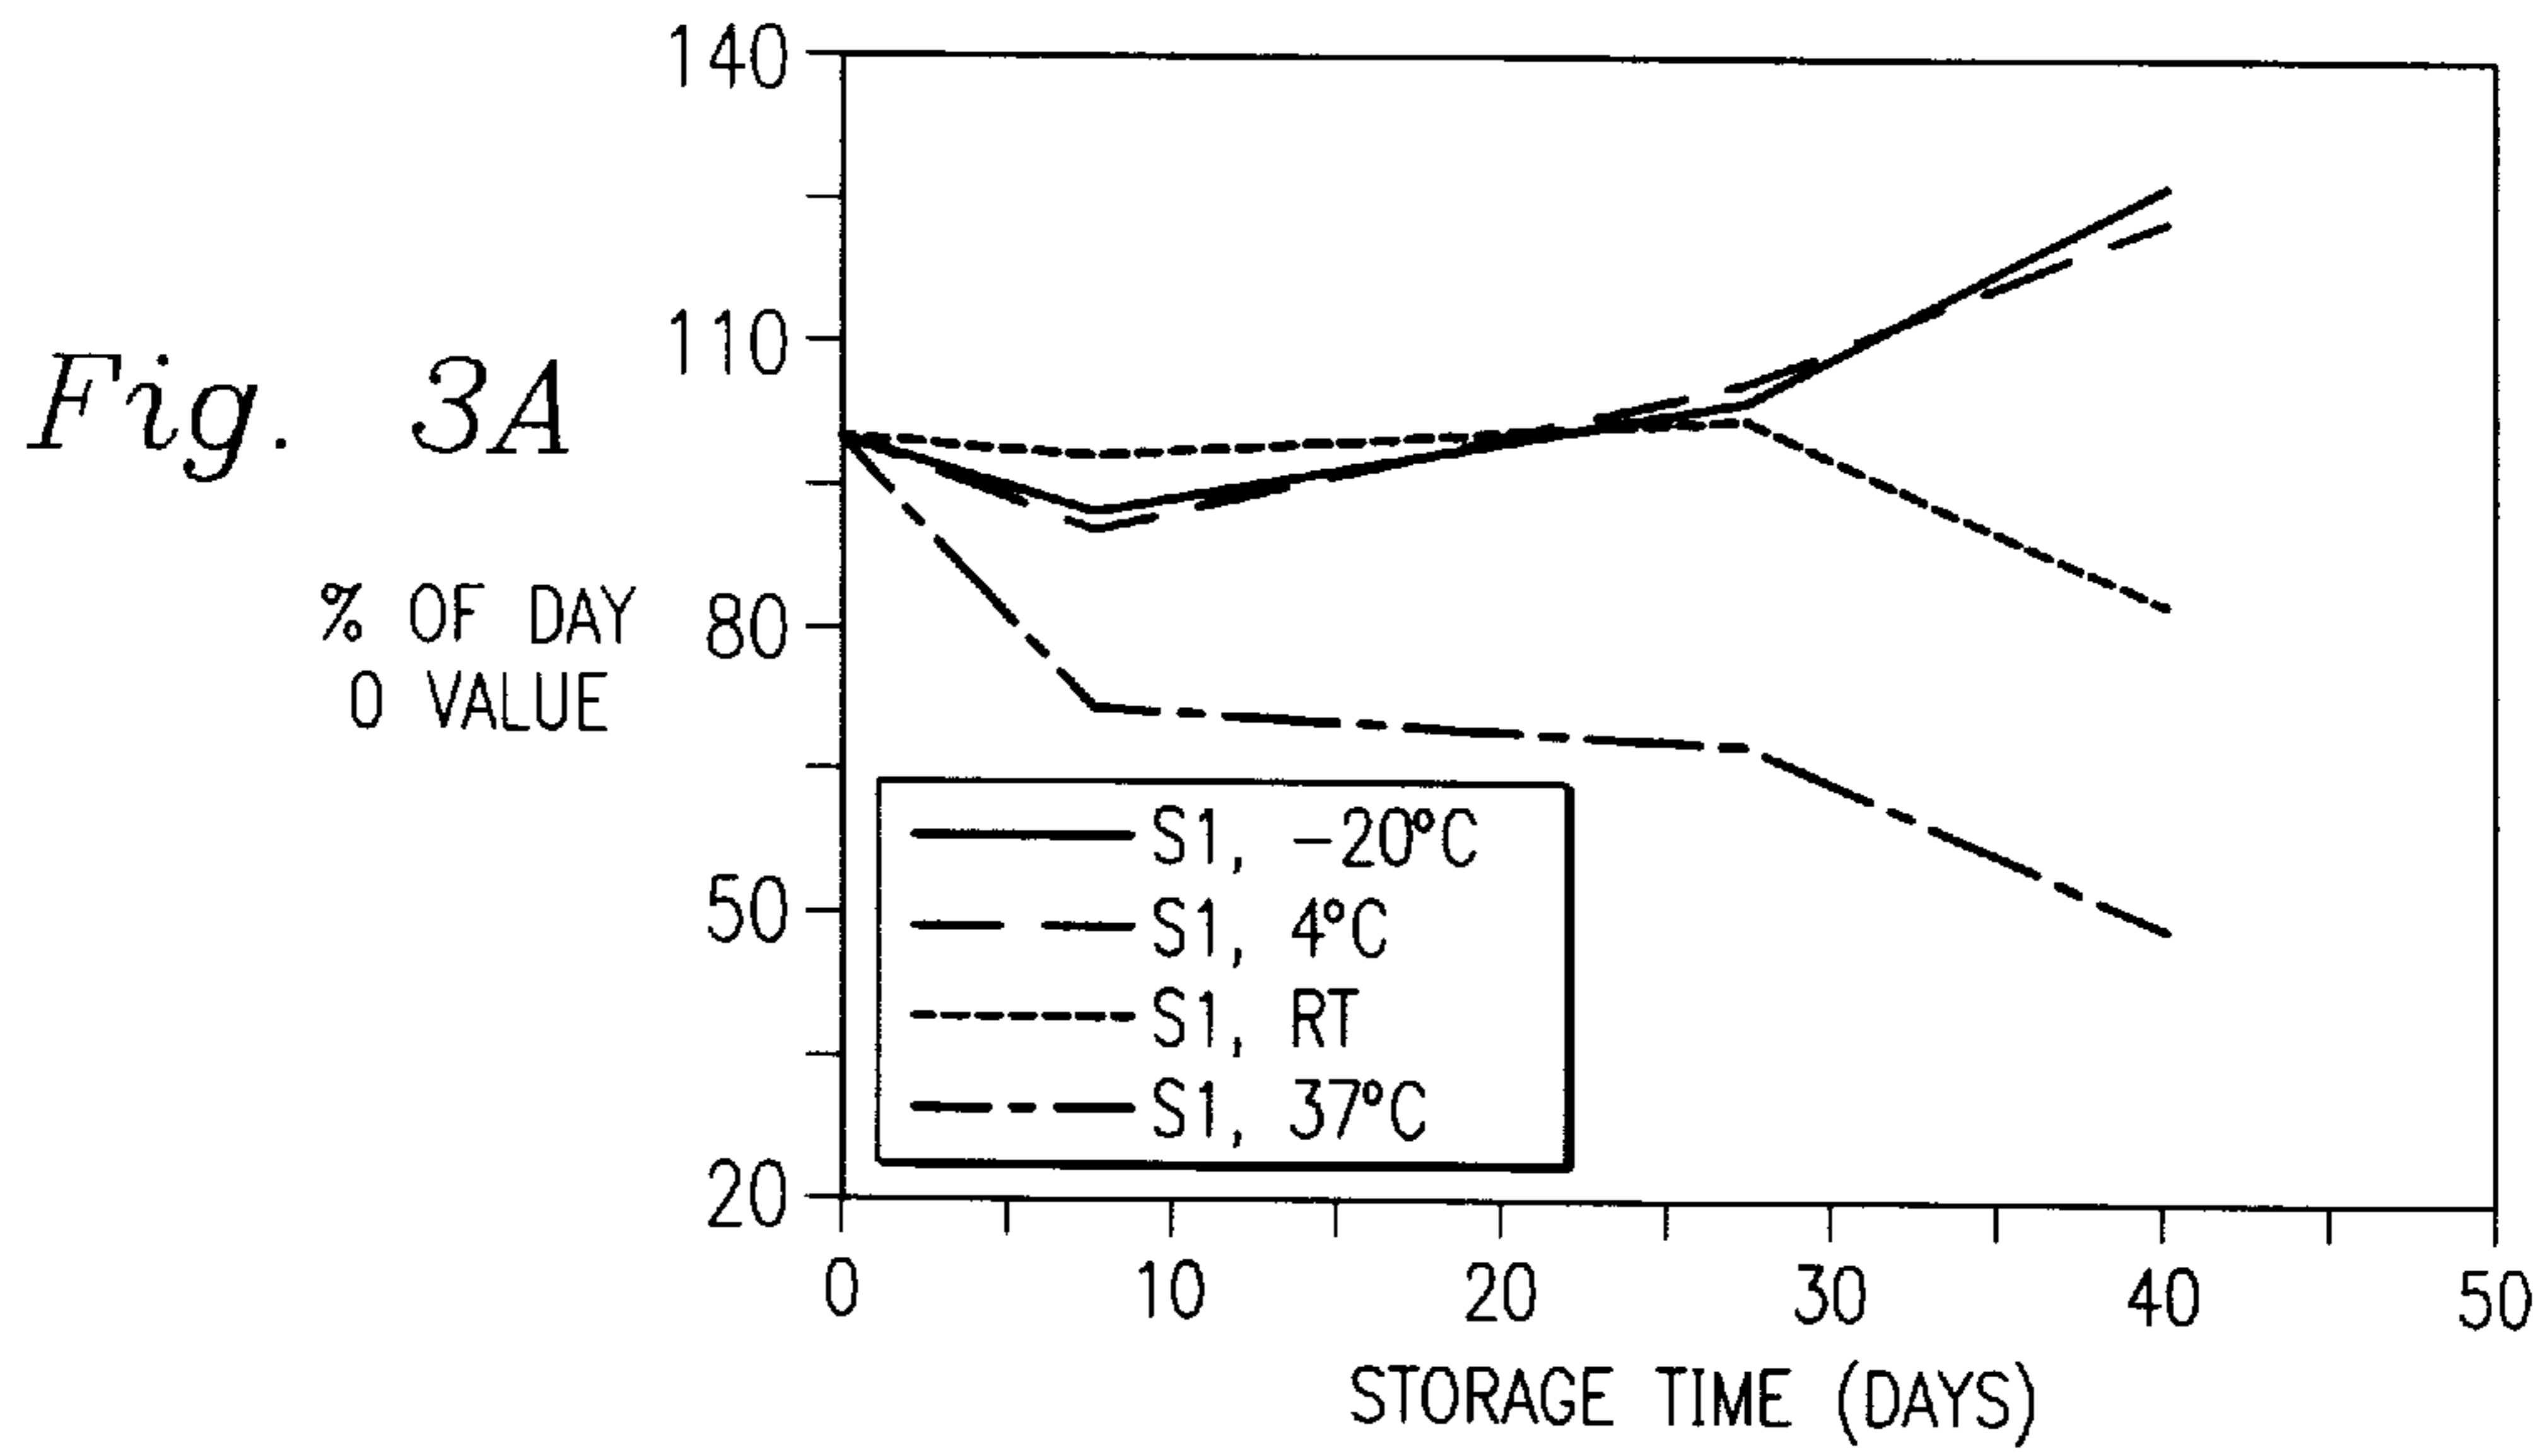 Fig. 3A
% OF DAY
0 VALUE
140
110
80
50
20
S1, -20°C
S1, 4°C
S1, RT
S1, 37°C
0 10 20 30 40 50
STORAGE TIME (DAYS)